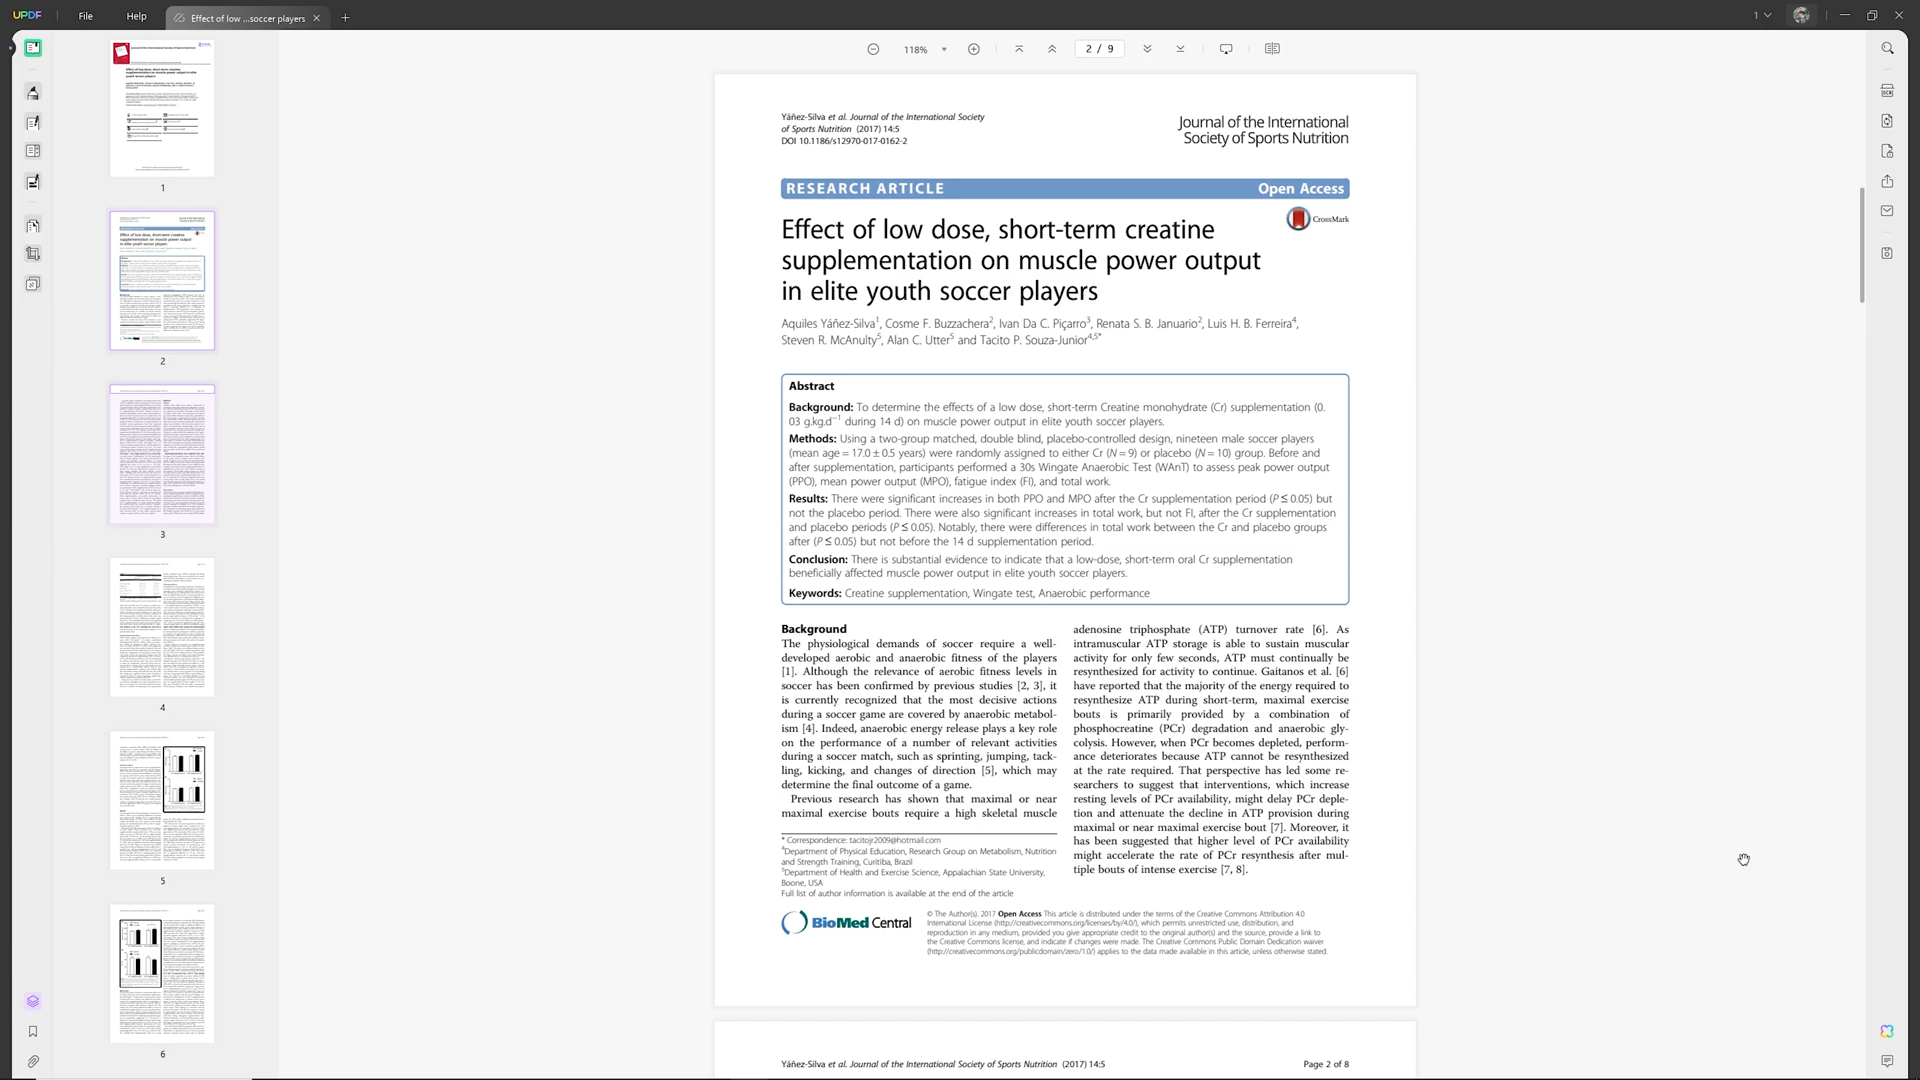 UPDF
File
Help
Effect of low ...soccer players
1
118%
2 / 9
1
2
3
4
5
6
Yáñez-Silva et al. Journal of the International Society
of Sports Nutrition (2017) 14:5
DOI 10.1186/s12970-017-0162-2
Journal of the International
Society of Sports Nutrition
RESEARCH ARTICLE
Open Access
CrossMark
Effect of low dose, short-term creatine
supplementation on muscle power output
in elite youth soccer players
Aquiles Yáñez-Silva1, Cosme F. Buzzachera2, Ivan Da C. Piçarro3, Renata S. B. Januario2, Luis H. B. Ferreira4,
Steven R. McAnulty5, Alan C. Utter5 and Tacito P. Souza-Junior4,5*
Abstract
Background: To determine the effects of a low dose, short-term Creatine monohydrate (Cr) supplementation (0.
03 g.kg.d−1 during 14 d) on muscle power output in elite youth soccer players.
Methods: Using a two-group matched, double blind, placebo-controlled design, nineteen male soccer players
(mean age = 17.0 ± 0.5 years) were randomly assigned to either Cr (N = 9) or placebo (N = 10) group. Before and
after supplementation, participants performed a 30s Wingate Anaerobic Test (WAnT) to assess peak power output
(PPO), mean power output (MPO), fatigue index (FI), and total work.
Results: There were significant increases in both PPO and MPO after the Cr supplementation period (P ≤ 0.05) but
not the placebo period. There were also significant increases in total work, but not FI, after the Cr supplementation
and placebo periods (P ≤ 0.05). Notably, there were differences in total work between the Cr and placebo groups
after (P ≤ 0.05) but not before the 14 d supplementation period.
Conclusion: There is substantial evidence to indicate that a low-dose, short-term oral Cr supplementation
beneficially affected muscle power output in elite youth soccer players.
Keywords: Creatine supplementation, Wingate test, Anaerobic performance
Background
The physiological demands of soccer require a well-
developed aerobic and anaerobic fitness of the players
[1]. Although the relevance of aerobic fitness levels in
soccer has been confirmed by previous studies [2, 3], it
is currently recognized that the most decisive actions
during a soccer game are covered by anaerobic metabol-
ism [4]. Indeed, anaerobic energy release plays a key role
on the performance of a number of relevant activities
during a soccer match, such as sprinting, jumping, tack-
ling, kicking, and changes of direction [5], which may
determine the final outcome of a game.
Previous research has shown that maximal or near
maximal exercise bouts require a high skeletal muscle
adenosine triphosphate (ATP) turnover rate [6]. As
intramuscular ATP storage is able to sustain muscular
activity for only few seconds, ATP must continually be
resynthesized for activity to continue. Gaitanos et al. [6]
have reported that the majority of the energy required to
resynthesize ATP during short-term, maximal exercise
bouts is primarily provided by a combination of
phosphocreatine (PCr) degradation and anaerobic gly-
colysis. However, when PCr becomes depleted, perform-
ance deteriorates because ATP cannot be resynthesized
at the rate required. That perspective has led some re-
searchers to suggest that interventions, which increase
resting levels of PCr availability, might delay PCr deple-
tion and attenuate the decline in ATP provision during
maximal or near maximal exercise bout [7]. Moreover, it
has been suggested that higher level of PCr availability
might accelerate the rate of PCr resynthesis after mul-
tiple bouts of intense exercise [7, 8].
* Correspondence: tacitojr2009@hotmail.com
4Department of Physical Education, Research Group on Metabolism, Nutrition
and Strength Training, Curitiba, Brazil
5Department of Health and Exercise Science, Appalachian State University,
Boone, USA
Full list of author information is available at the end of the article
BioMed Central
© The Author(s). 2017 Open Access This article is distributed under the terms of the Creative Commons Attribution 4.0
International License (http://creativecommons.org/licenses/by/4.0/), which permits unrestricted use, distribution, and
reproduction in any medium, provided you give appropriate credit to the original author(s) and the source, provide a link to
the Creative Commons license, and indicate if changes were made. The Creative Commons Public Domain Dedication waiver
(http://creativecommons.org/publicdomain/zero/1.0/) applies to the data made available in this article, unless otherwise stated.
Yáñez-Silva et al. Journal of the International Society of Sports Nutrition (2017) 14:5
Page 2 of 8